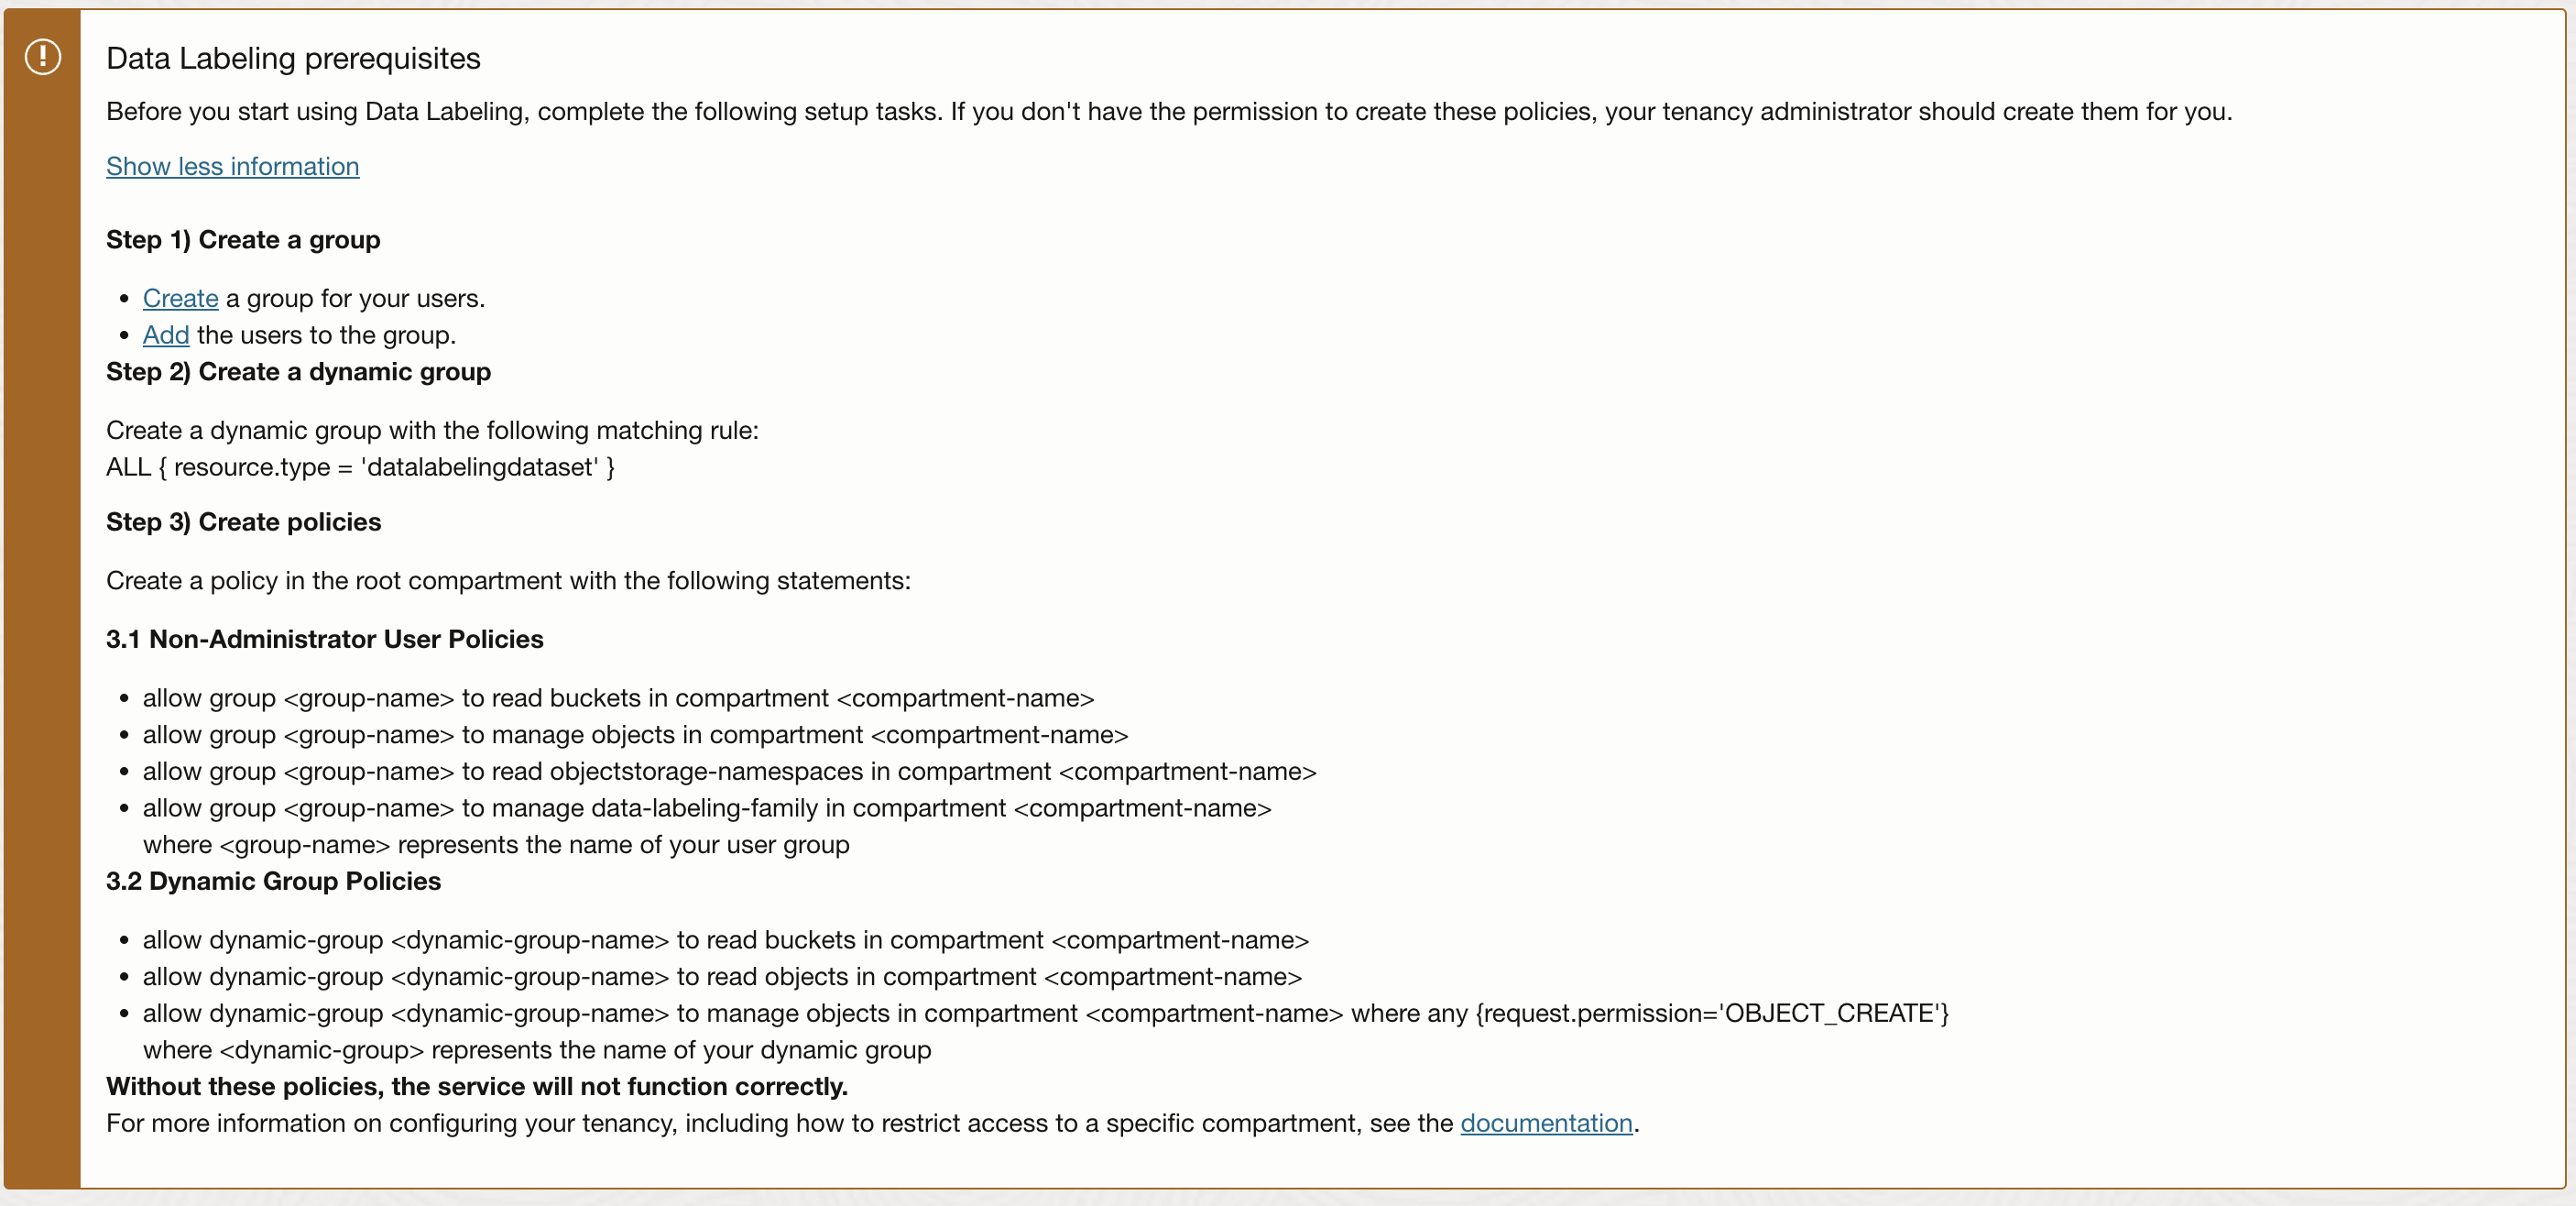 Data Labeling prerequisites
Before you start using Data Labeling, complete the following setup tasks. If you don't have the permission to create these policies, your tenancy administrator should create them for you.
Show less information
Step 1) Create a group
• Create a group for your users.
• Add the users to the group.
Step 2) Create a dynamic group
Create a dynamic group with the following matching rule:
ALL { resource.type = 'datalabelingdataset' }
Step 3) Create policies
Create a policy in the root compartment with the following statements:
3.1 Non-Administrator User Policies
• allow group <group-name> to read buckets in compartment <compartment-name>
• allow group <group-name> to manage objects in compartment <compartment-name>
• allow group <group-name> to read objectstorage-namespaces in compartment <compartment-name>
• allow group <group-name> to manage data-labeling-family in compartment <compartment-name>
where <group-name> represents the name of your user group
3.2 Dynamic Group Policies
• allow dynamic-group <dynamic-group-name> to read buckets in compartment <compartment-name>
• allow dynamic-group <dynamic-group-name> to read objects in compartment <compartment-name>
• allow dynamic-group <dynamic-group-name> to manage objects in compartment <compartment-name> where any {request.permission='OBJECT_CREATE'}
where <dynamic-group> represents the name of your dynamic group
Without these policies, the service will not function correctly.
For more information on configuring your tenancy, including how to restrict access to a specific compartment, see the documentation.